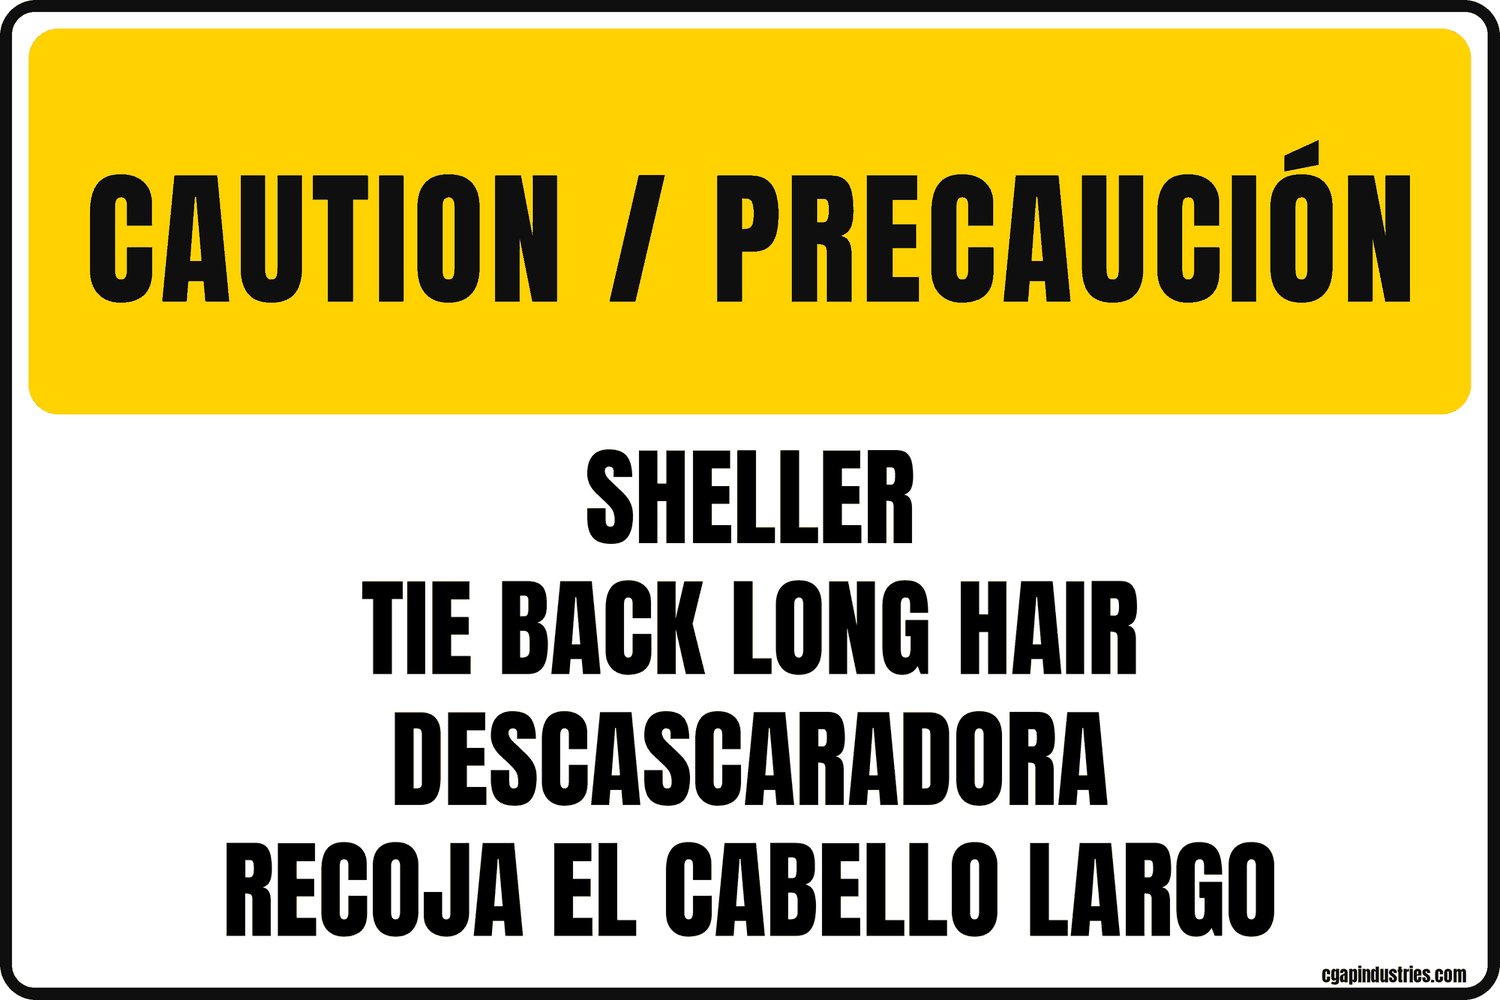 CAUTION / PRECAUCIÓN
SHELLER
TIE BACK LONG HAIR
DESCASCARADORA
RECOJA EL CABELLO LARGO
cgapindustries.com